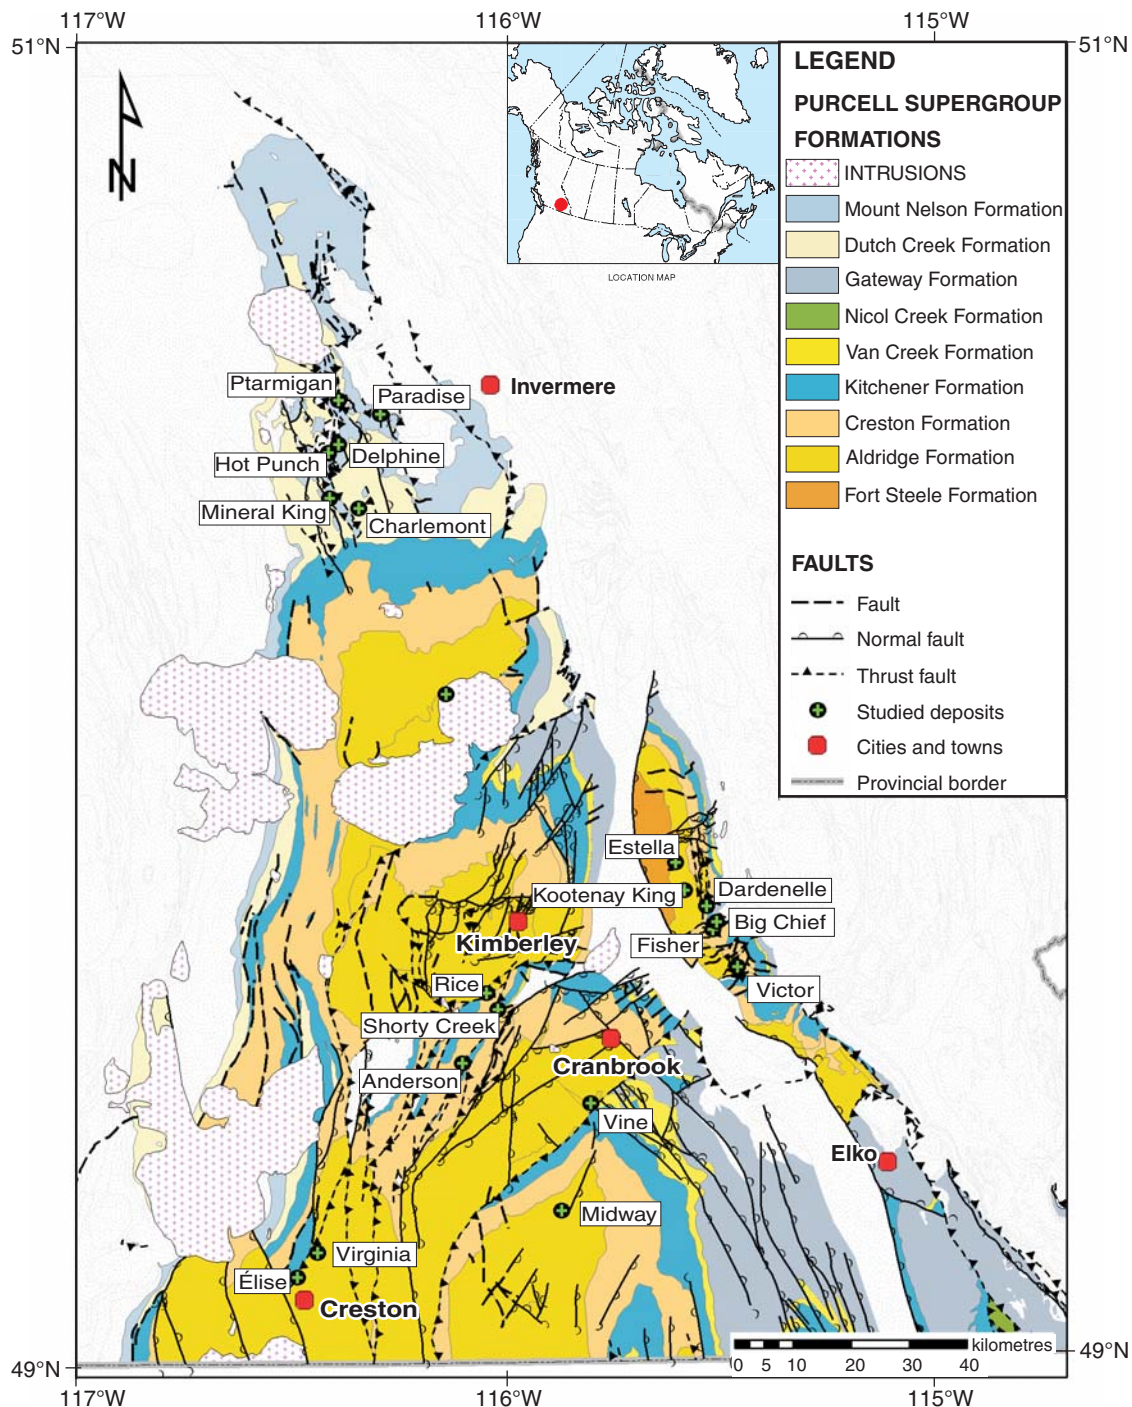 117°W
116°W
115°W
51°N
51°N
N
LOCATION MAP
LEGEND
PURCELL SUPERGROUP
FORMATIONS
INTRUSIONS
Mount Nelson Formation
Dutch Creek Formation
Gateway Formation
Nicol Creek Formation
Van Creek Formation
Kitchener Formation
Creston Formation
Aldridge Formation
Fort Steele Formation
FAULTS
Fault
Normal fault
Thrust fault
Studied deposits
Cities and towns
Provincial border
Invermere
Ptarmigan
Paradise
Delphine
Hot Punch
Mineral King
Charlemont
Estella
Kootenay King
Dardenelle
Big Chief
Kimberley
Fisher
Rice
Victor
Shorty Creek
Cranbrook
Anderson
Vine
Elko
Midway
Virginia
Élise
Creston
kilometres
0 5 10 20 30 40
49°N
49°N
117°W
116°W
115°W